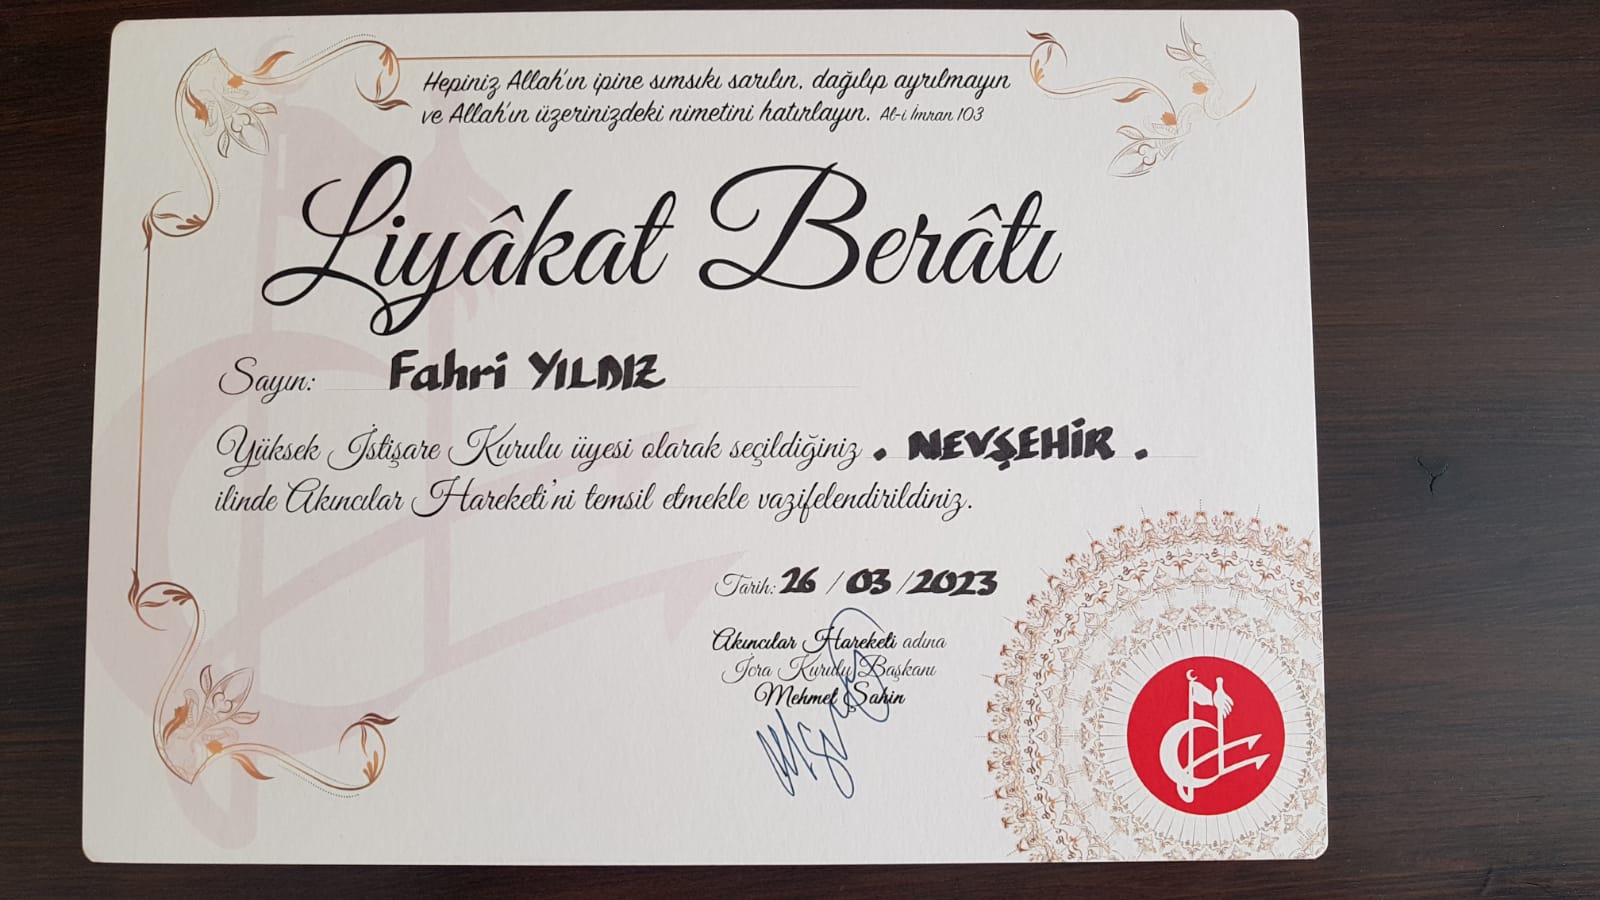 Hepiniz Allah'ın ipine sımsıkı sarılın, dağılıp ayrılmayın
ve Allah'ın üzerinizdeki nimetini hatırlayın. Al-i İmran 103
Liyâkat Berâtı
Sayın: Fahri YILDIZ
Yüksek İstişare Kurulu üyesi olarak seçildiğiniz . NEVŞEHİR .
ilinde Akıncılar Hareketi'ni temsil etmekle vazifelendirildiniz.
Tarih: 26 / 03 / 2023
Akıncılar Hareketi adına
İcra Kurulu Başkanı
Mehmet Şahin